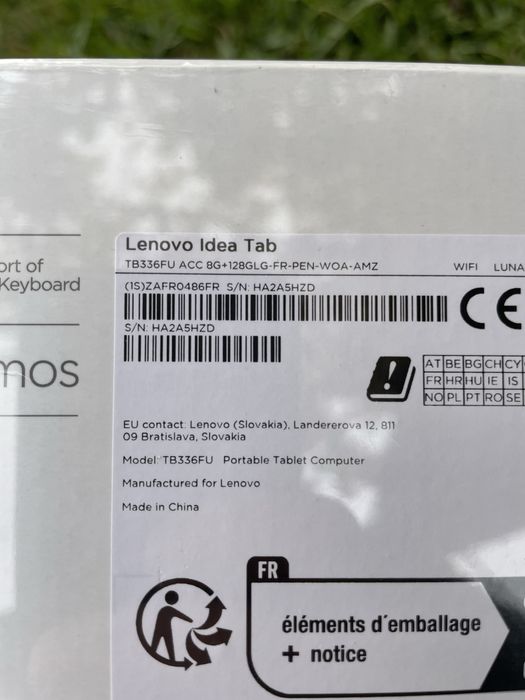 Lenovo Idea Tab
TB336FU ACC 8G+128GLG-FR-PEN-WOA-AMZ WIFI LUNA
ort of
Keyboard
(1S)ZAFR0486FR S/N: HA2A5HZD
S/N: HA2A5HZD
CE
mos
AT BE BG CH CY
FR HR HU IE IS
NO PL PT RO SE
EU contact: Lenovo (Slovakia), Landererova 12, 811
09 Bratislava, Slovakia
Model: TB336FU Portable Tablet Computer
Manufactured for Lenovo
Made in China
FR
éléments d'emballage
+ notice